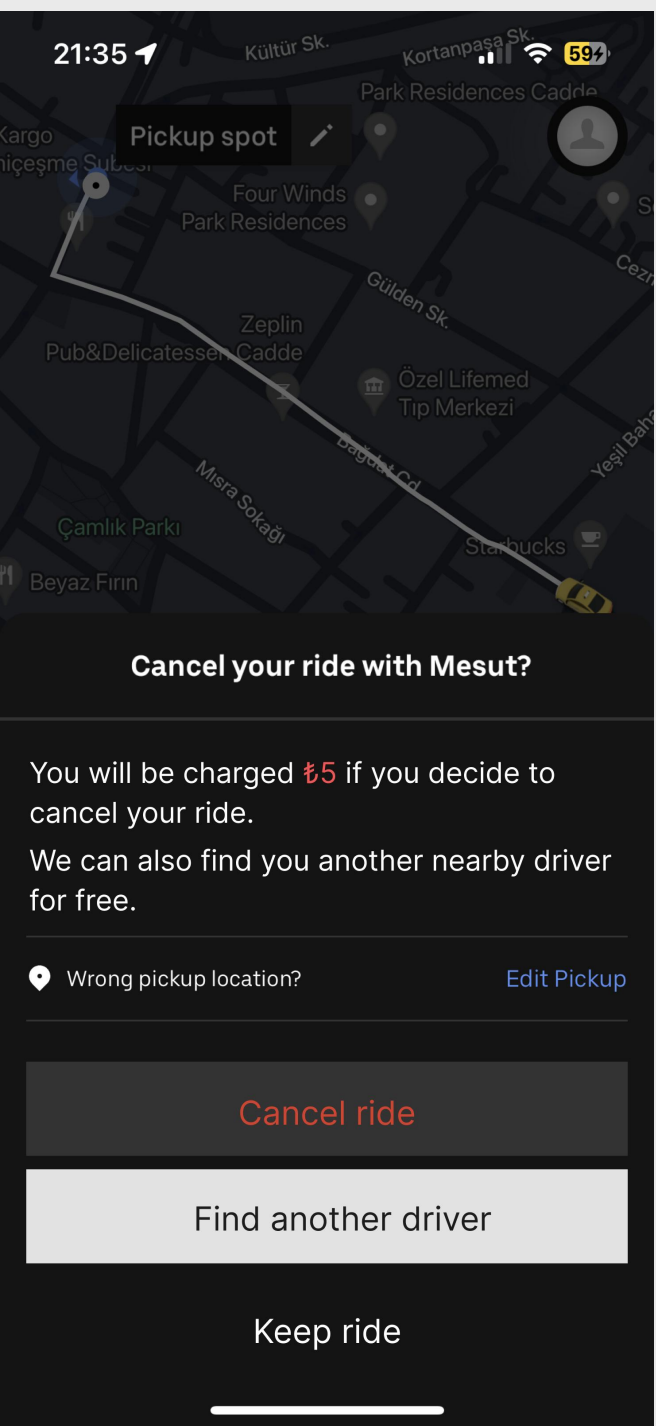 21:35
59
Kültür Sk.
Kortanpaşa Sk.
Park Residences Cadde
Kargo
Pickup spot
Four Winds
Park Residences
Gülden Sk.
Zeplin
Pub&Delicatessen Cadde
Özel Lifemed
Tıp Merkezi
Bağdat Cd.
Mısra Sokağı
Çamlık Parkı
Starbucks
Beyaz Fırın
Cancel your ride with Mesut?
You will be charged ₺5 if you decide to
cancel your ride.
We can also find you another nearby driver
for free.
Wrong pickup location?
Edit Pickup
Cancel ride
Find another driver
Keep ride